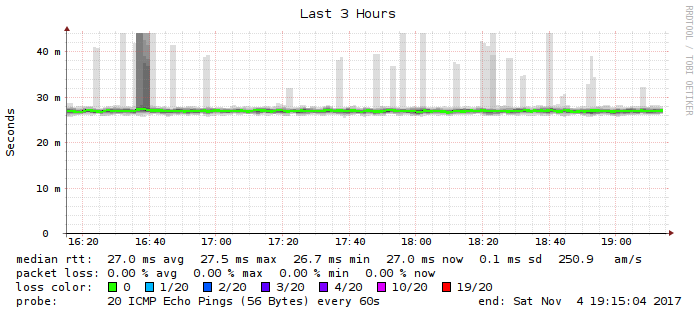 Last 3 Hours
RRDTOOL / TOBI OETIKER
Seconds
40 m
30 m
20 m
10 m
0
16:20 16:40 17:00 17:20 17:40 18:00 18:20 18:40 19:00
median rtt: 27.0 ms avg 27.5 ms max 26.7 ms min 27.0 ms now 0.1 ms sd 250.9 am/s
packet loss: 0.00 % avg 0.00 % max 0.00 % min 0.00 % now
loss color: 0 1/20 2/20 3/20 4/20 10/20 19/20
probe: 20 ICMP Echo Pings (56 Bytes) every 60s end: Sat Nov 4 19:15:04 2017